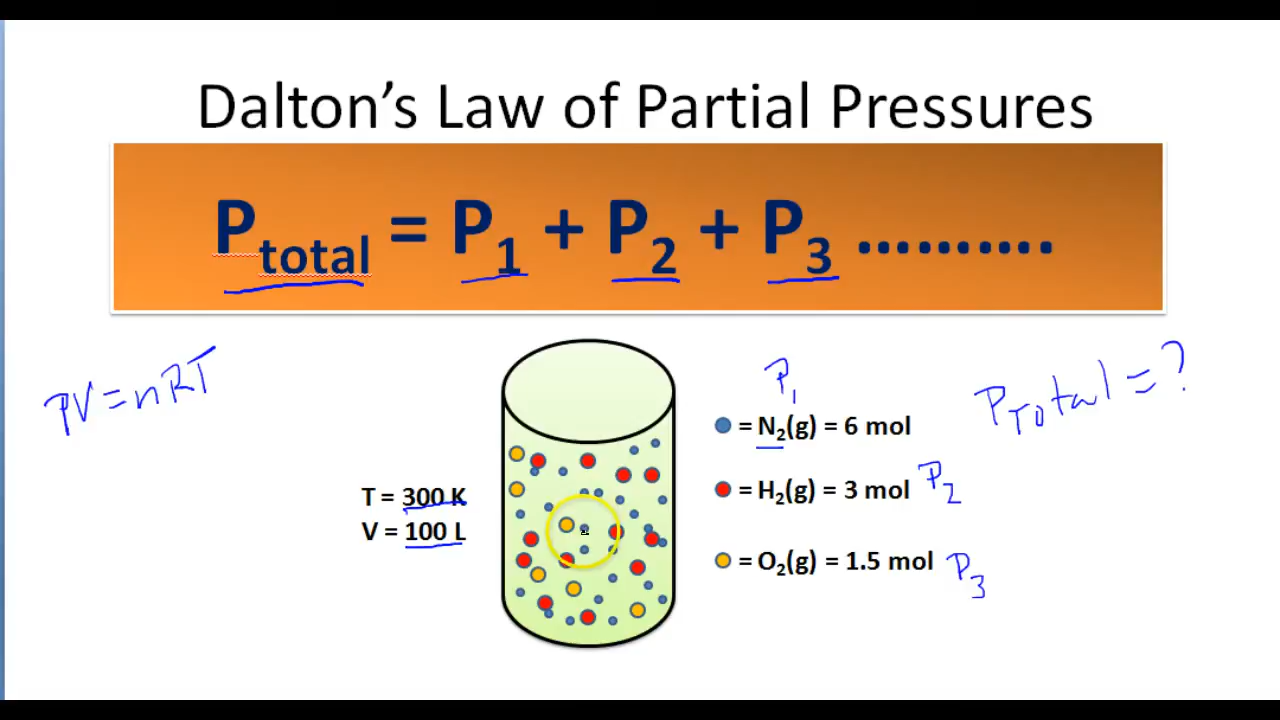 Dalton's Law of Partial Pressures
P₁ₒₜₐₗ = P₁ + P₂ + P₃ ..........
PV=nRT
T = 300 K
V = 100 L
P₁
= N₂(g) = 6 mol
= H₂(g) = 3 mol P₂
= O₂(g) = 1.5 mol P₃
PTotal = ?